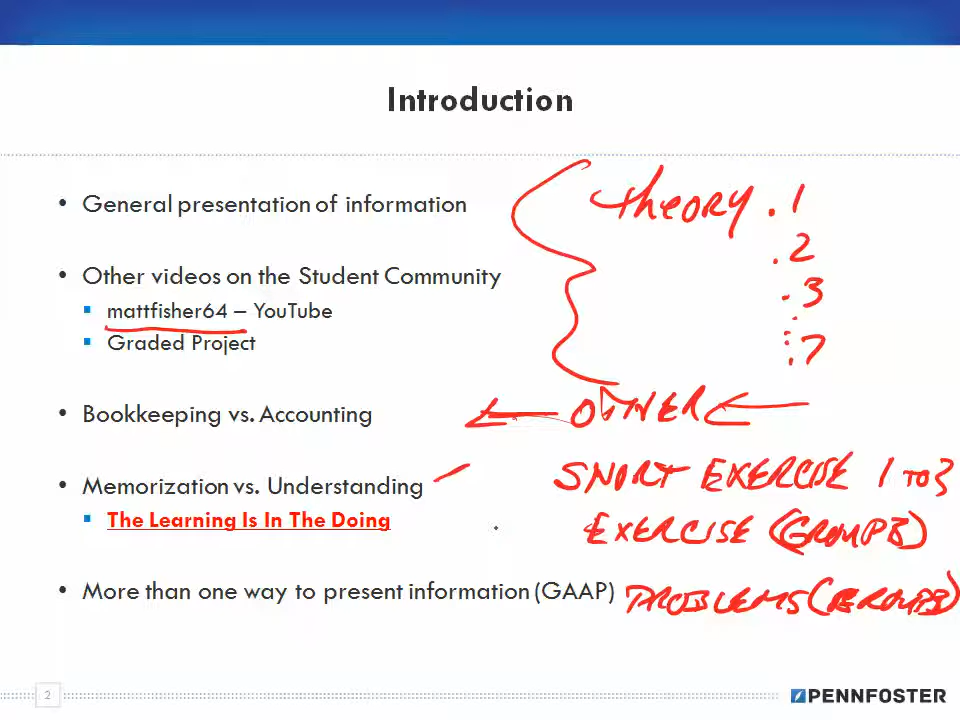 Introduction
• General presentation of information
• Other videos on the Student Community
▪ mattfisher64 – YouTube
▪ Graded Project
• Bookkeeping vs. Accounting
• Memorization vs. Understanding
▪ The Learning Is In The Doing
• More than one way to present information (GAAP)
theory .1
.2
.3
:
.7
OTHER
SHORT EXERCISE 1 TO 3
EXERCISE (GROUP B)
PROBLEMS (GROUP B)
2
PENNFOSTER